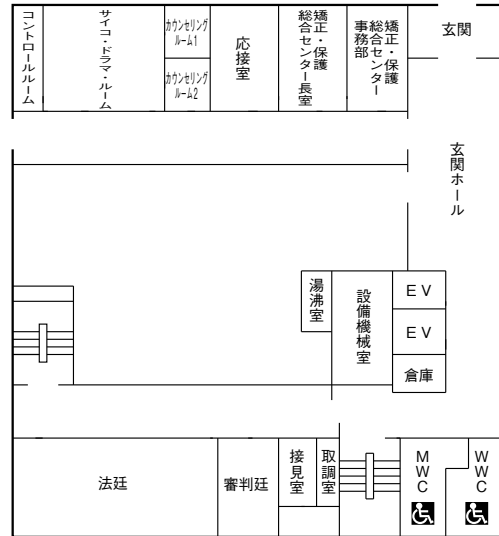 コントロールルーム
サイコ・ドラマ・ルーム
カウンセリング
ルーム1
カウンセリング
ルーム2
応接室
矯正・保護
総合センター長室
矯正・保護
総合センター
事務部
玄関
玄関ホール
湯沸室
設備機械室
EV
EV
倉庫
法廷
審判廷
接見室
取調室
MWC
WWC